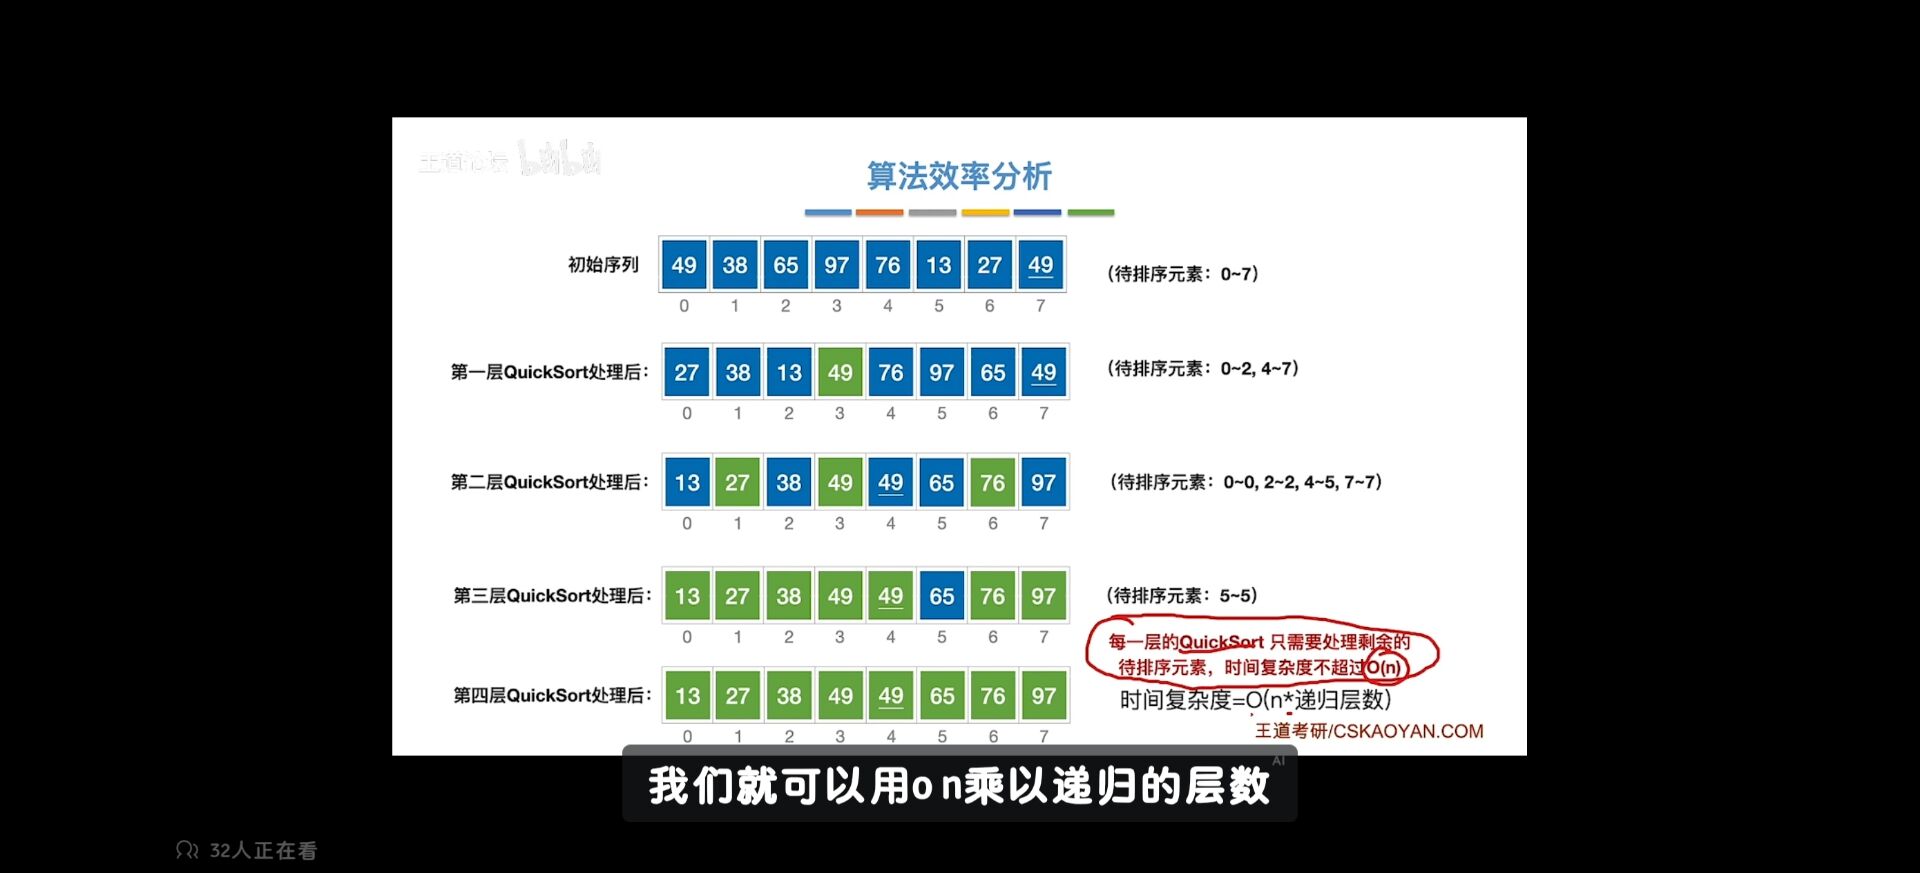 王道论坛 bilibili
算法效率分析
初始序列 49 38 65 97 76 13 27 49 (待排序元素：0~7)
0 1 2 3 4 5 6 7
第一层QuickSort处理后： 27 38 13 49 76 97 65 49 (待排序元素：0~2, 4~7)
0 1 2 3 4 5 6 7
第二层QuickSort处理后： 13 27 38 49 49 65 76 97 (待排序元素：0~0, 2~2, 4~5, 7~7)
0 1 2 3 4 5 6 7
第三层QuickSort处理后： 13 27 38 49 49 65 76 97 (待排序元素：5~5)
0 1 2 3 4 5 6 7
每一层的QuickSort 只需要处理剩余的
待排序元素，时间复杂度不超过O(n)
第四层QuickSort处理后： 13 27 38 49 49 65 76 97
时间复杂度=O(n*递归层数)
王道考研/CSKAOYAN.COM
0 1 2 3 4 5 6 7
AI
我们就可以用o n乘以递归的层数
32人正在看